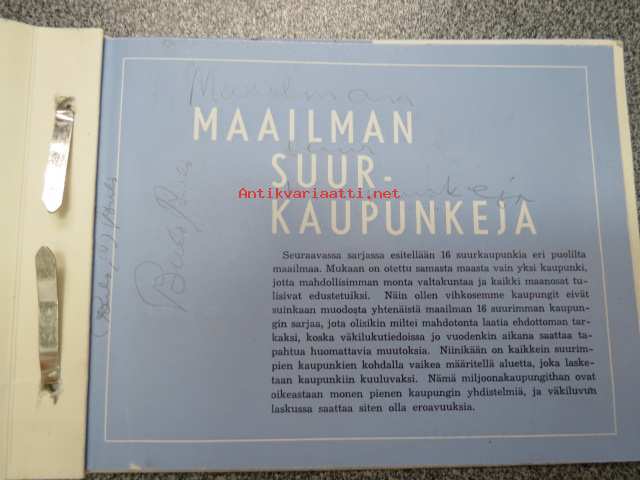 Maailman
MAAILMAN
suur
SUUR-
Antikvariaatti.net
kaupunkeja
KAUPUNKEJA
Seuraavassa sarjassa esitellään 16 suurkaupunkia eri puolilta
maailmaa. Mukaan on otettu samasta maasta vain yksi kaupunki,
jotta mahdollisimman monta valtakuntaa ja kaikki maanosat tu-
lisivat edustetuiksi. Näin ollen vihkosemme kaupungit eivät
suinkaan muodosta yhtenäistä maailman 16 suurimman kaupun-
gin sarjaa, jota olisikin miltei mahdotonta laatia ehdottoman tar-
kaksi, koska väkilukutiedoissa jo vuodenkin aikana saattaa ta-
pahtua huomattavia muutoksia. Niinikään on kaikkein suurim-
pien kaupunkien kohdalla vaikea määritellä aluetta, joka laske-
taan kaupunkiin kuuluvaksi. Nämä miljoonakaupungithan ovat
oikeastaan monen pienen kaupungin yhdistelmiä, ja väkiluvun
laskussa saattaa siten olla eroavuuksia.